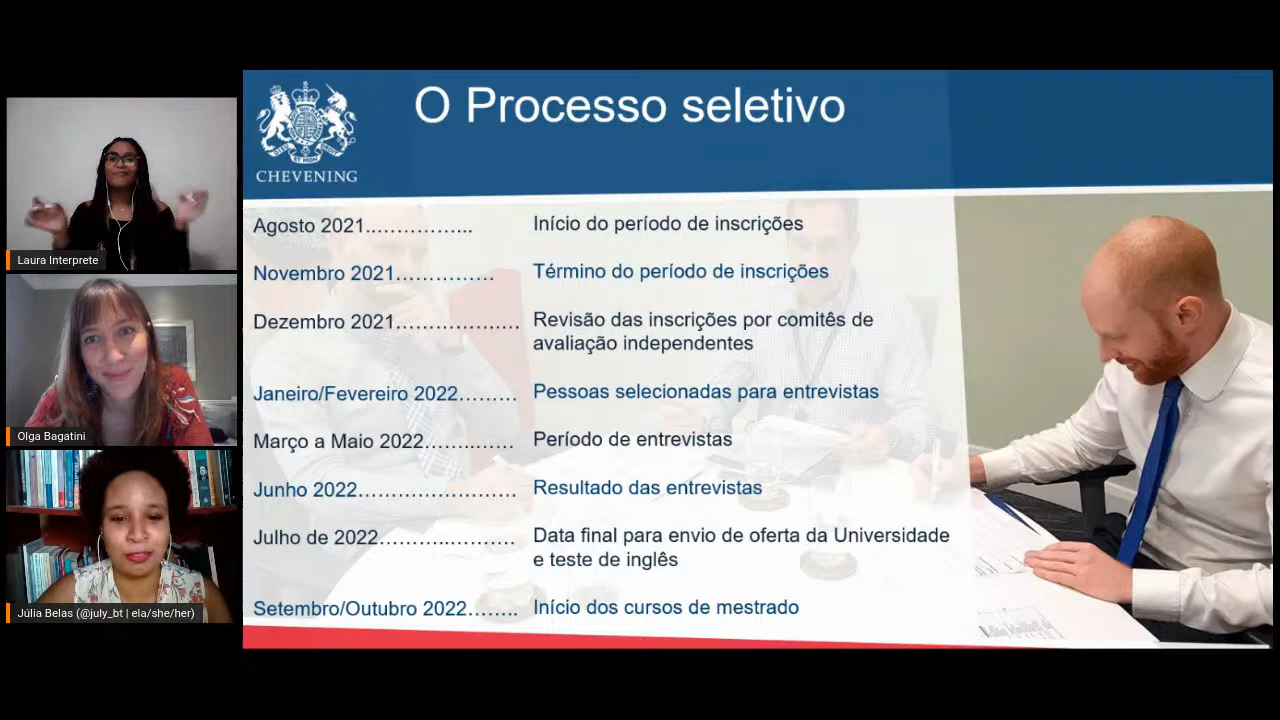 O Processo seletivo
CHEVENING
Agosto 2021..…………...
Início do período de inscrições
Novembro 2021……………
Término do período de inscrições
Dezembro 2021.………………
Revisão das inscrições por comitês de
avaliação independentes
Janeiro/Fevereiro 2022………
Pessoas selecionadas para entrevistas
Março a Maio 2022…….……
Período de entrevistas
Junho 2022…………………….
Resultado das entrevistas
Julho de 2022………..………
Data final para envio de oferta da Universidade
e teste de inglês
Setembro/Outubro 2022……..
Início dos cursos de mestrado
Laura Interprete
Olga Bagatini
Júlia Belas (@july_bt | ela/she/her)